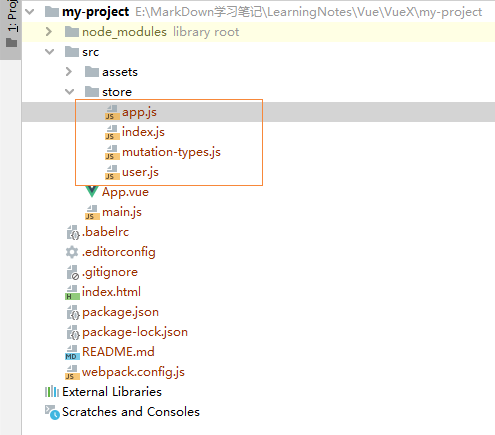 1: Proje
my-project E:\MarkDown学习笔记\LearningNotes\Vue\VueX\my-project
node_modules library root
src
assets
store
JS app.js
JS index.js
JS mutation-types.js
JS user.js
App.vue
JS main.js
.babelrc
.editorconfig
.gitignore
H index.html
package.json
package-lock.json
MD README.md
JS webpack.config.js
External Libraries
Scratches and Consoles